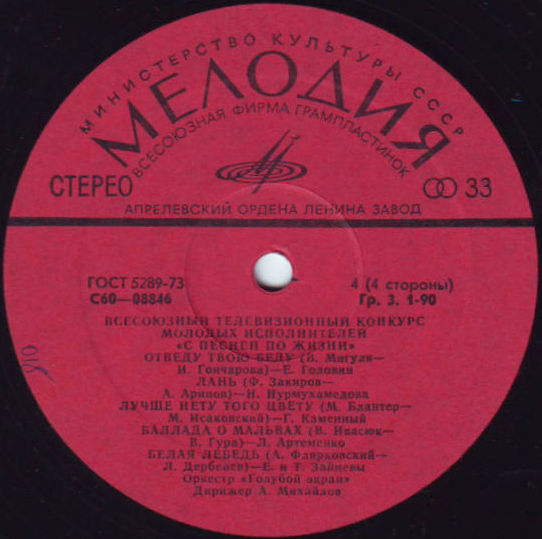 МИНИСТЕРСТВО КУЛЬТУРЫ СССР
МЕЛОДИЯ
ВСЕСОЮЗНАЯ ФИРМА ГРАМПЛАСТИНОК
СТЕРЕО
33
АПРЕЛЕВСКИЙ ОРДЕНА ЛЕНИНА ЗАВОД
ГОСТ 5289-73
4 (4 стороны)
С60—08846
Гр. 3. 1-90
ВСЕСОЮЗНЫЙ ТЕЛЕВИЗИОННЫЙ КОНКУРС
МОЛОДЫХ ИСПОЛНИТЕЛЕЙ
«С ПЕСНЕЙ ПО ЖИЗНИ»
ОТВЕДУ ТВОЮ БЕДУ (В. Мигуля—
И. Гончарова)—Е. Головин
ЛАНЬ (Ф. Закиров—
А. Арипов)—Н. Нурмухамедова
ЛУЧШЕ НЕТУ ТОГО ЦВЕТУ (М. Блантер—
М. Исаковский)—Г. Каменный
БАЛЛАДА О МАЛЬВАХ (В. Ивасюк—
В. Гура)—Л. Артеменко
БЕЛАЯ ЛЕБЕДЬ (А. Флярковский—
Л. Дербенев)—Е. и Т. Зайневы
Оркестр «Голубой экран»
Дирижер А. Михайлов